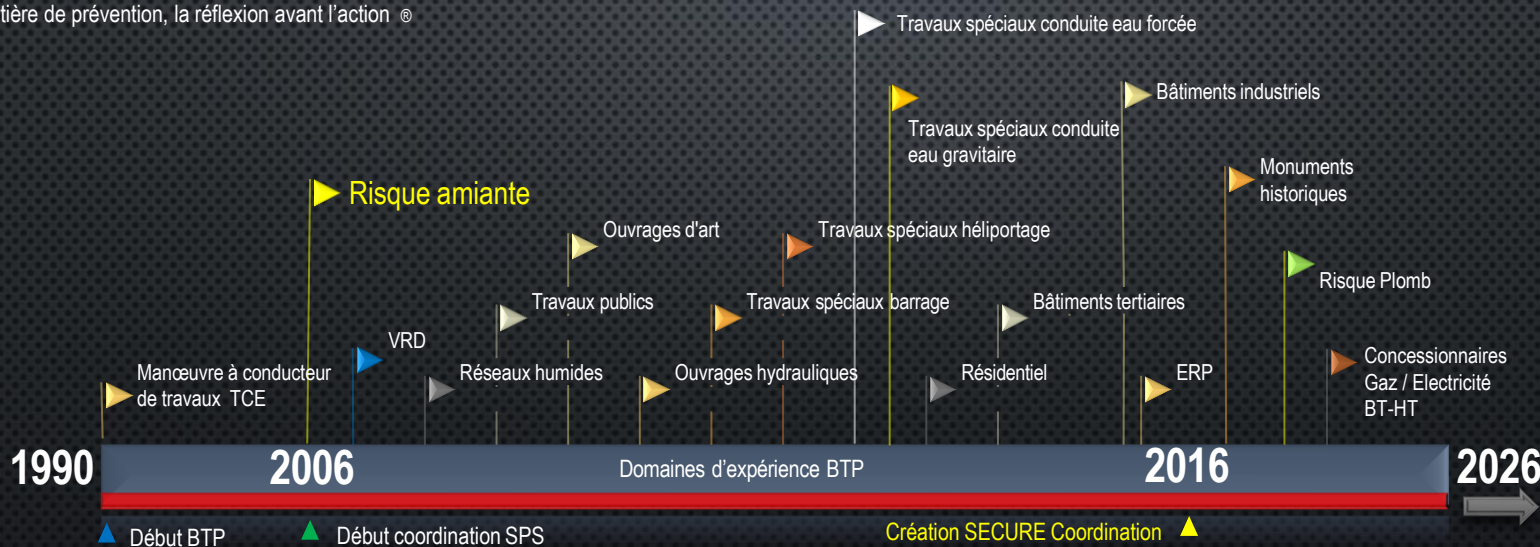 tière de prévention, la réflexion avant l’action ®
Travaux spéciaux conduite eau forcée
Bâtiments industriels
Travaux spéciaux conduite
eau gravitaire
Monuments
historiques
Risque amiante
Ouvrages d'art
Travaux spéciaux héliportage
Risque Plomb
Travaux publics
Travaux spéciaux barrage
Bâtiments tertiaires
VRD
Manœuvre à conducteur
de travaux TCE
Réseaux humides
Ouvrages hydrauliques
Résidentiel
ERP
Concessionnaires
Gaz / Electricité
BT-HT
1990
2006
Domaines d’expérience BTP
2016
2026
Début BTP
Début coordination SPS
Création SECURE Coordination